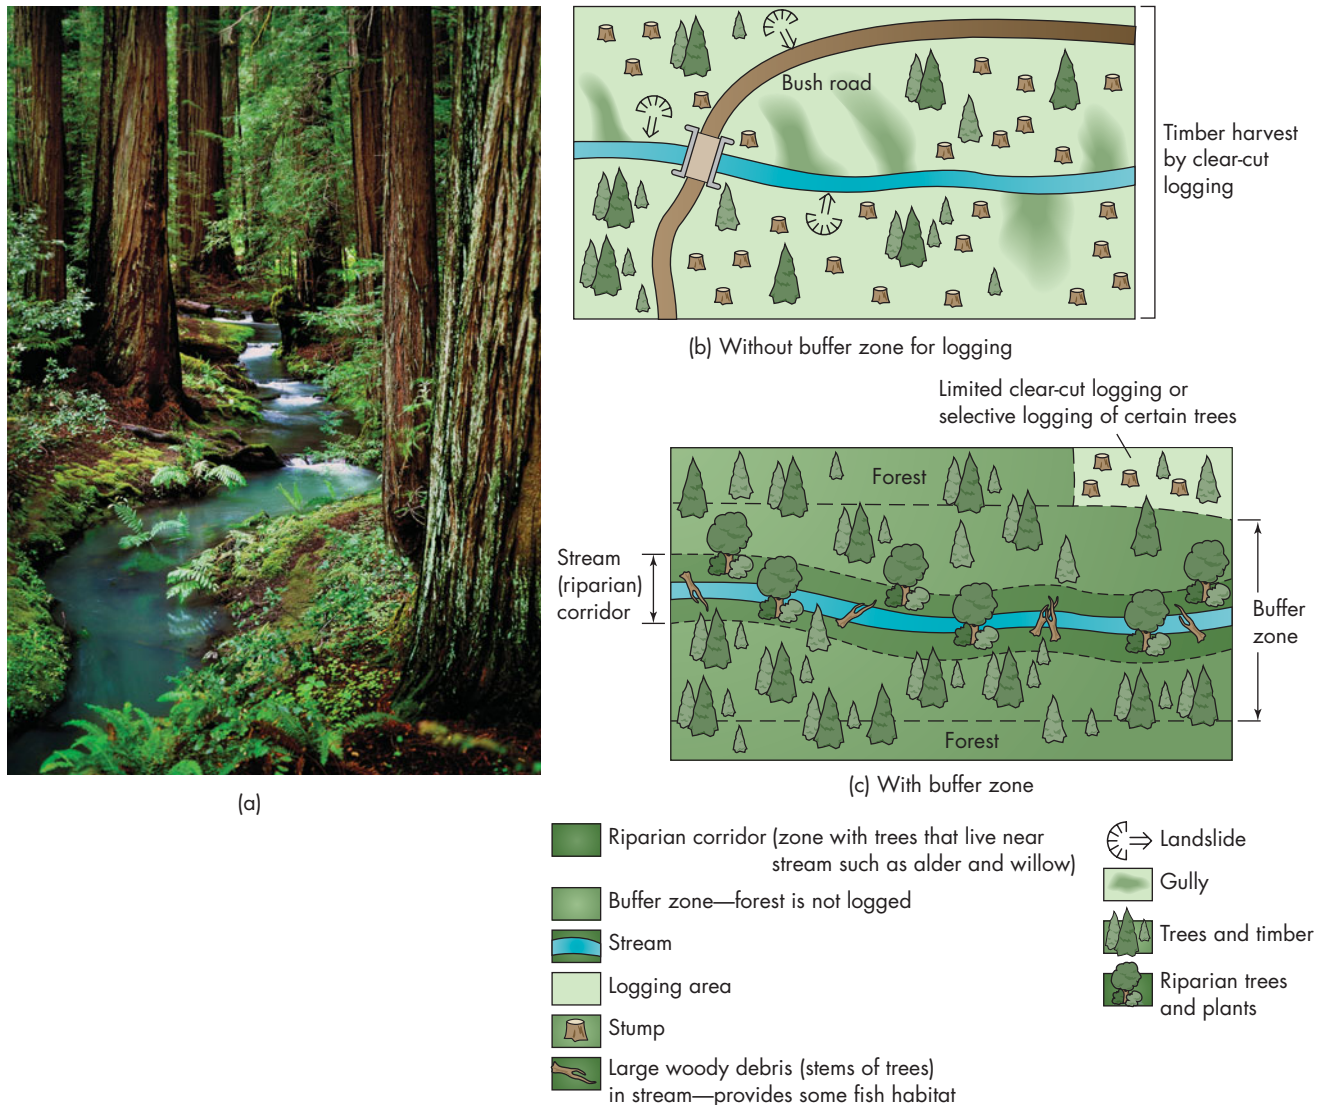 (a)
Bush road
Timber harvest
by clear-cut
logging
(b) Without buffer zone for logging
Limited clear-cut logging or
selective logging of certain trees
Forest
Stream
(riparian)
corridor
Buffer
zone
Forest
(c) With buffer zone
Riparian corridor (zone with trees that live near
stream such as alder and willow)
Buffer zone—forest is not logged
Stream
Logging area
Stump
Large woody debris (stems of trees)
in stream—provides some fish habitat
Landslide
Gully
Trees and timber
Riparian trees
and plants